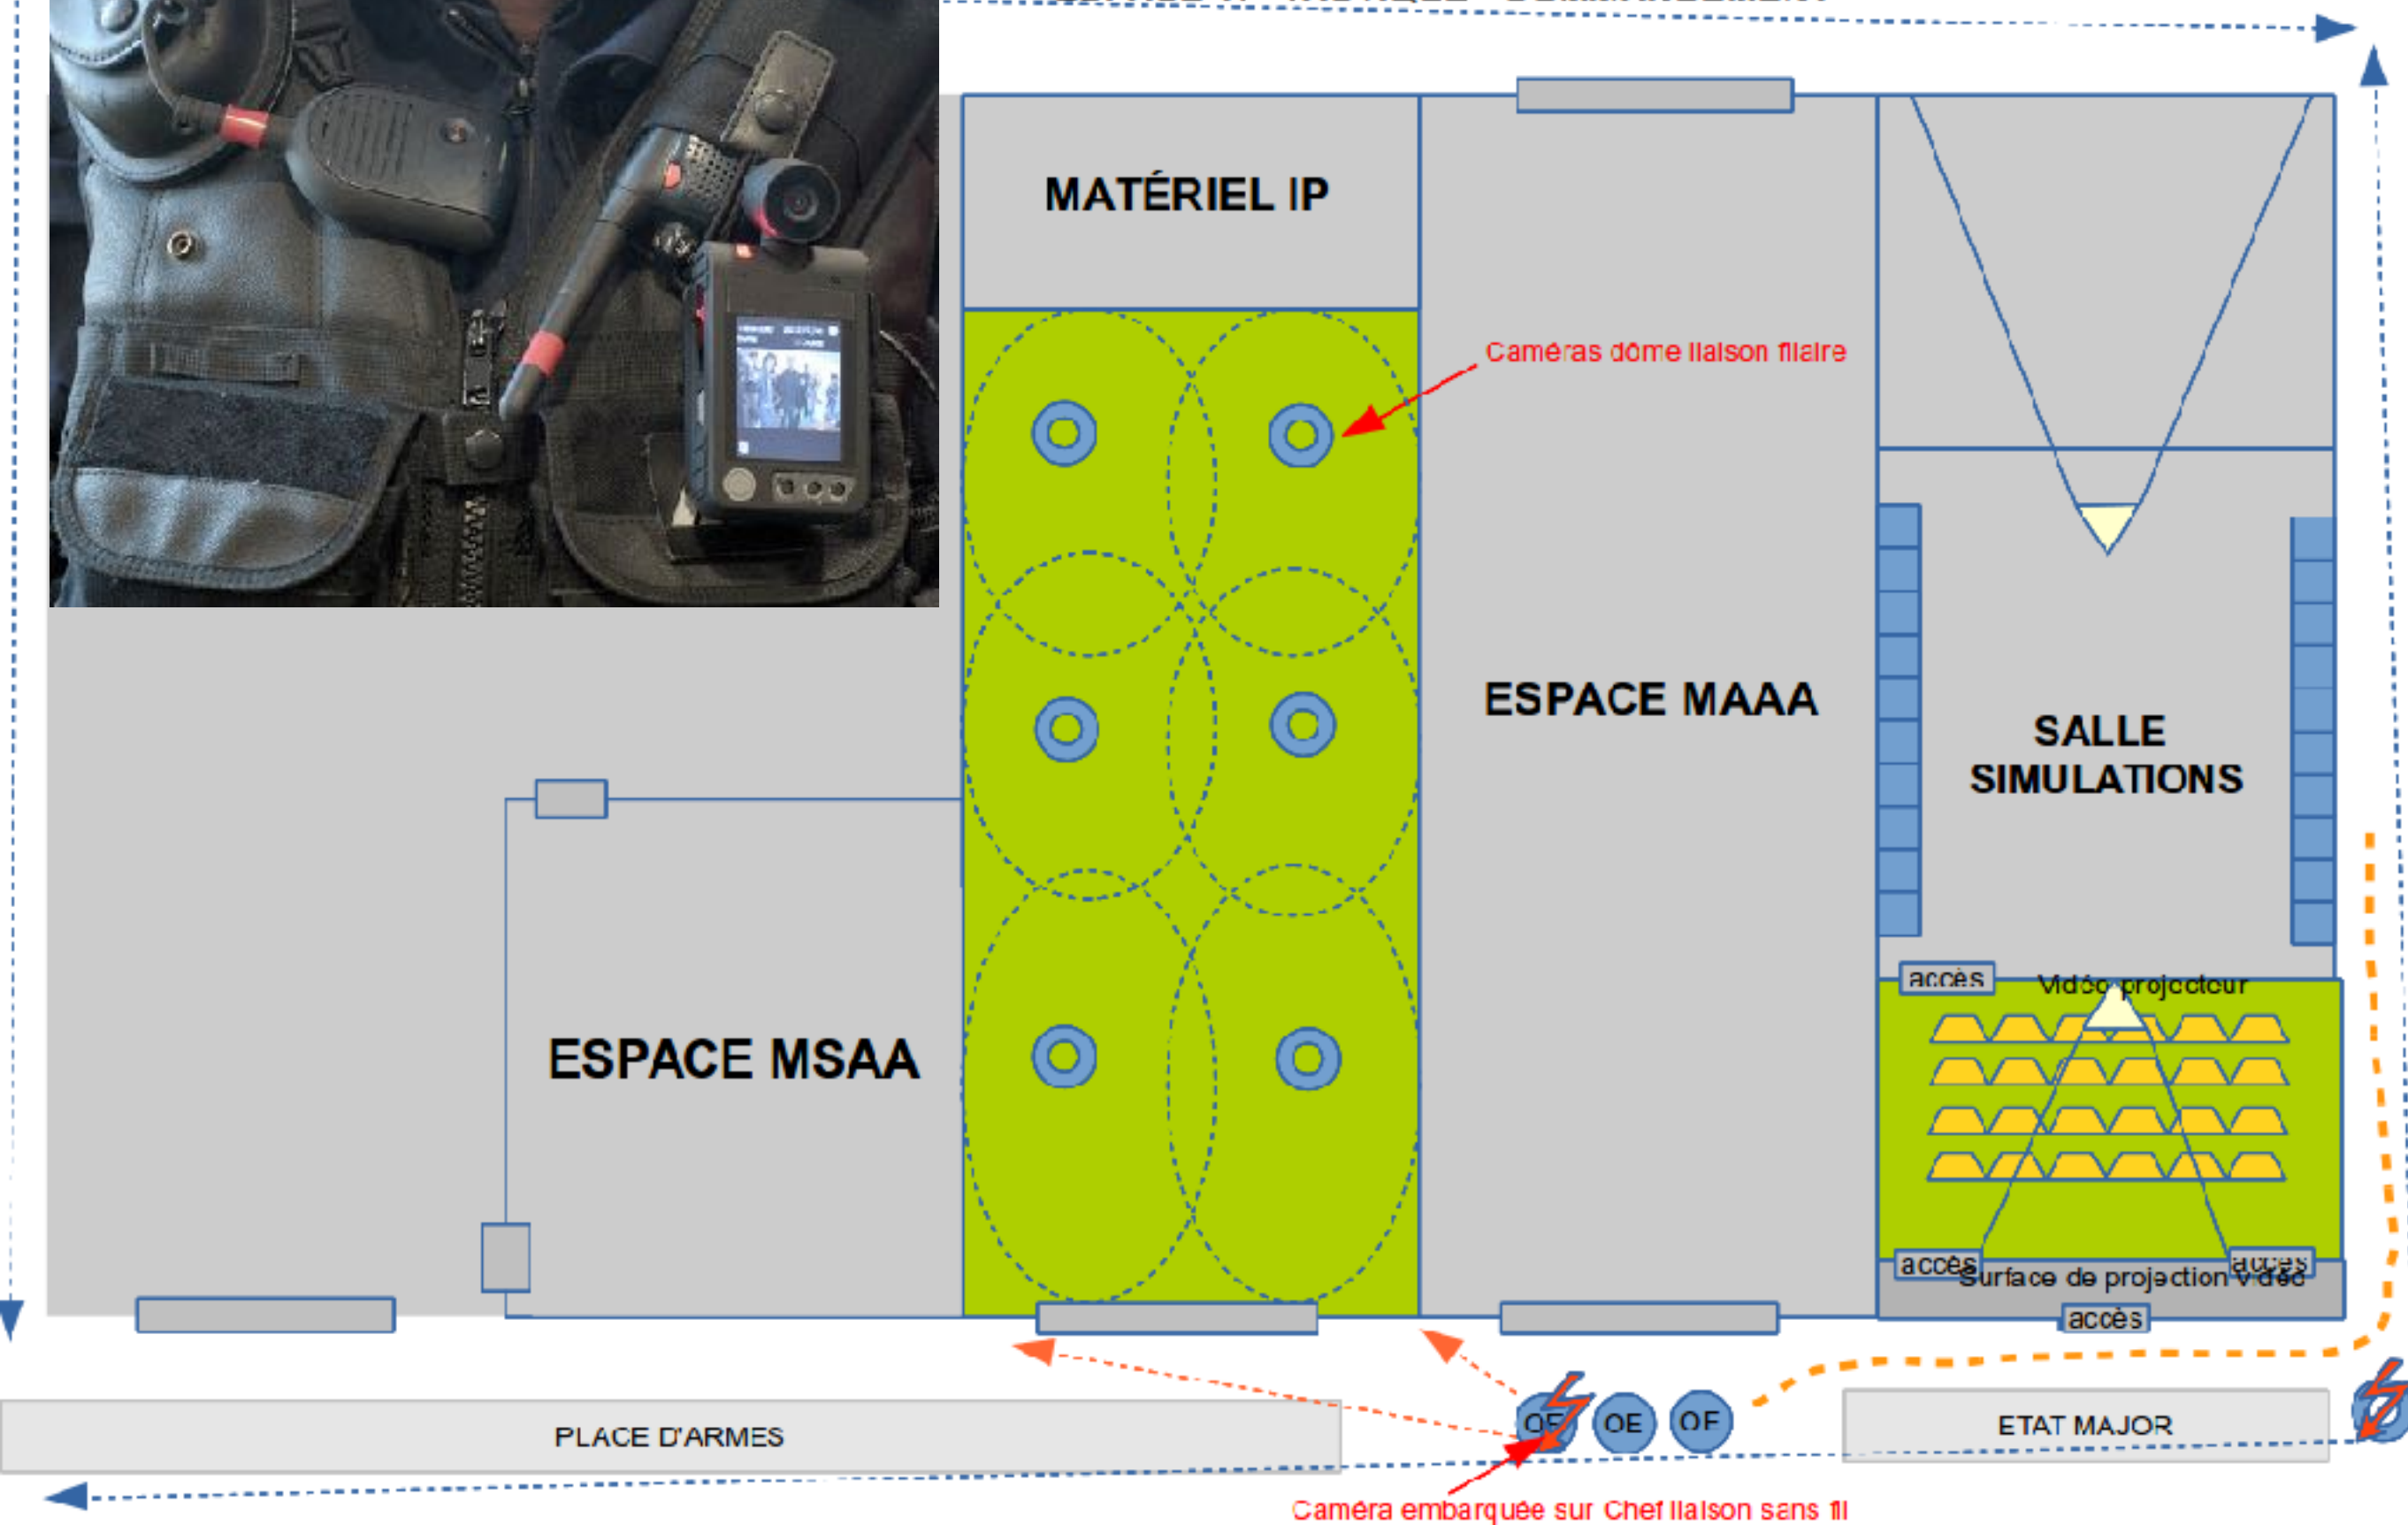 MATÉRIEL IP
Caméras dôme liaison filaire
ESPACE MAAA
SALLE
SIMULATIONS
ESPACE MSAA
accès
Vidéo projecteur
accès
accès
Surface de projection vidéo
accès
PLACE D'ARMES
OE
OE
OE
ETAT MAJOR
Caméra embarquée sur Chef liaison sans fil